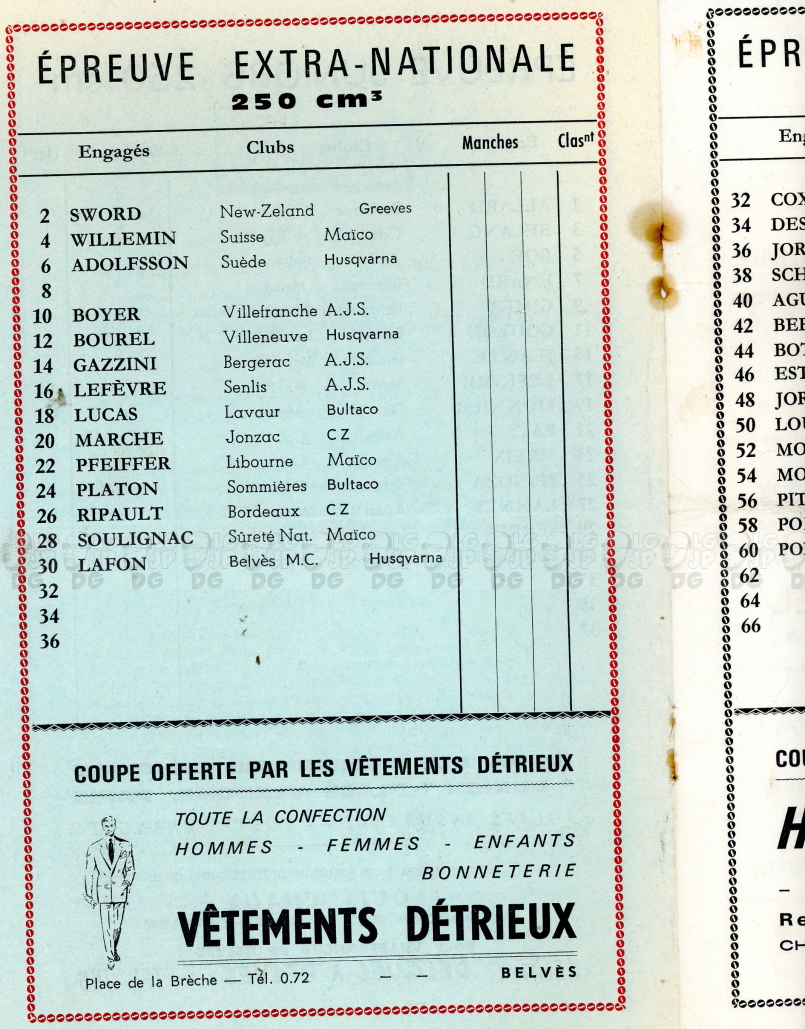 ÉPREUVE EXTRA-NATIONALE
250 cm³
Engagés Clubs Manches Clasnt
2 SWORD New-Zeland Greeves
4 WILLEMIN Suisse Maïco
6 ADOLFSSON Suède Husqvarna
8
10 BOYER Villefranche A.J.S.
12 BOUREL Villeneuve Husqvarna
14 GAZZINI Bergerac A.J.S.
16 LEFÈVRE Senlis A.J.S.
18 LUCAS Lavaur Bultaco
20 MARCHE Jonzac CZ
22 PFEIFFER Libourne Maïco
24 PLATON Sommières Bultaco
26 RIPAULT Bordeaux CZ
28 SOULIGNAC Sûreté Nat. Maïco
30 LAFON Belvès M.C. Husqvarna
32
34
36
COUPE OFFERTE PAR LES VÊTEMENTS DÉTRIEUX
TOUTE LA CONFECTION
HOMMES - FEMMES - ENFANTS
BONNETERIE
VÊTEMENTS DÉTRIEUX
Place de la Brèche — Tél. 0.72 — — BELVÈS
ÉPR
Eng
32 COX
34 DES
36 JOR
38 SCH
40 AGU
42 BEE
44 BOT
46 EST
48 JOR
50 LOU
52 MO
54 MO
56 PIT
58 PO
60 PO
62
64
66
COU
H
–
Re
CH